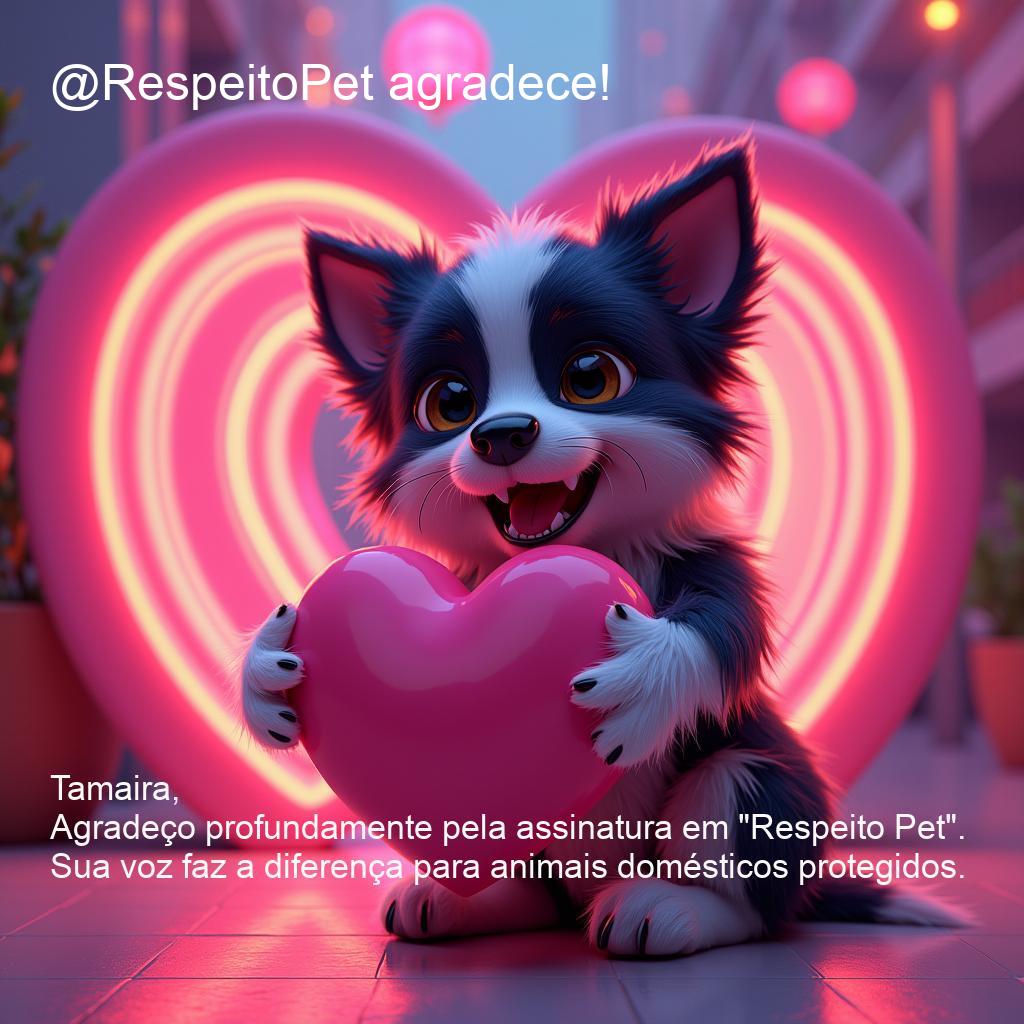 @RespeitoPet agradece!
Tamaira,
Agradeço profundamente pela assinatura em "Respeito Pet".
Sua voz faz a diferença para animais domésticos protegidos.